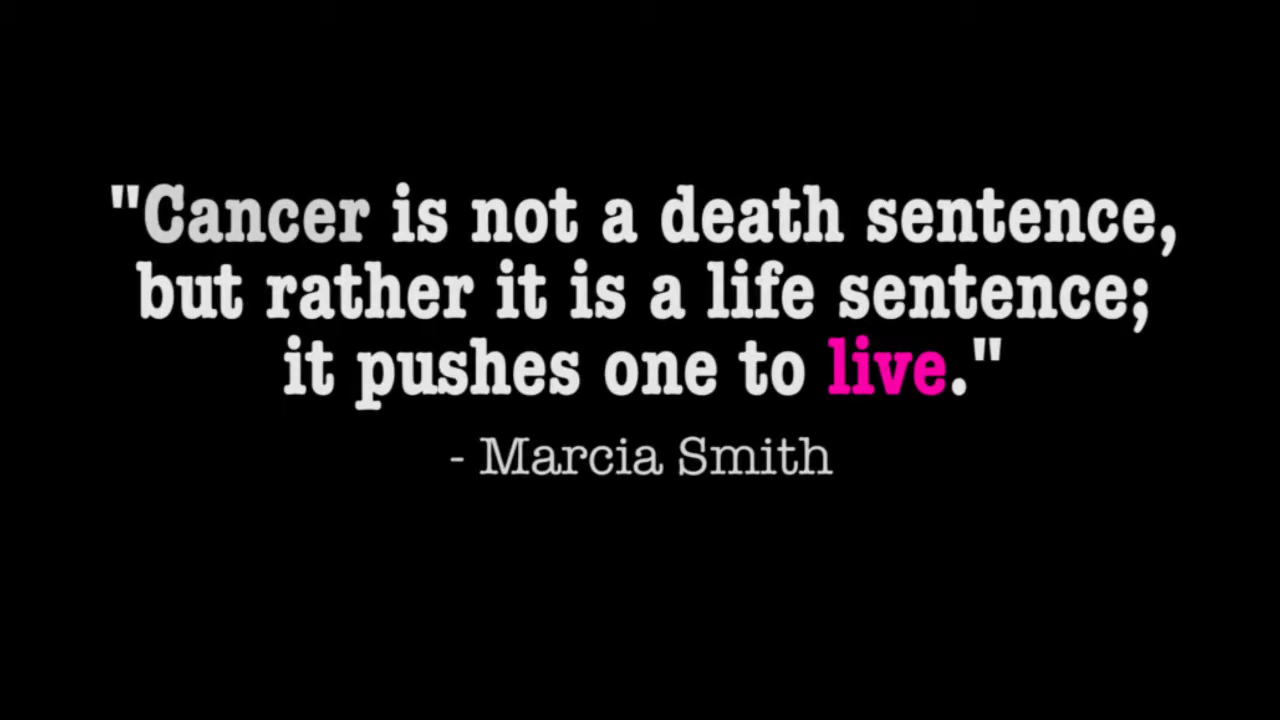 "Cancer is not a death sentence,
but rather it is a life sentence;
it pushes one to live."
- Marcia Smith